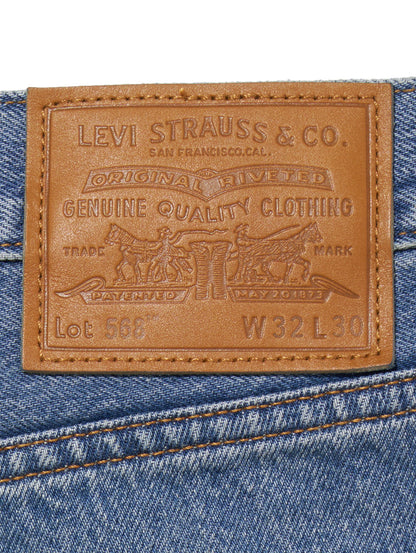 LEVI STRAUSS & CO.
SAN FRANCISCO,CAL.
ORIGINAL RIVETED
GENUINE QUALITY CLOTHING
TRADE MARK
PATENTED MAY 20 1873
Lot 568™ W 32 L 30